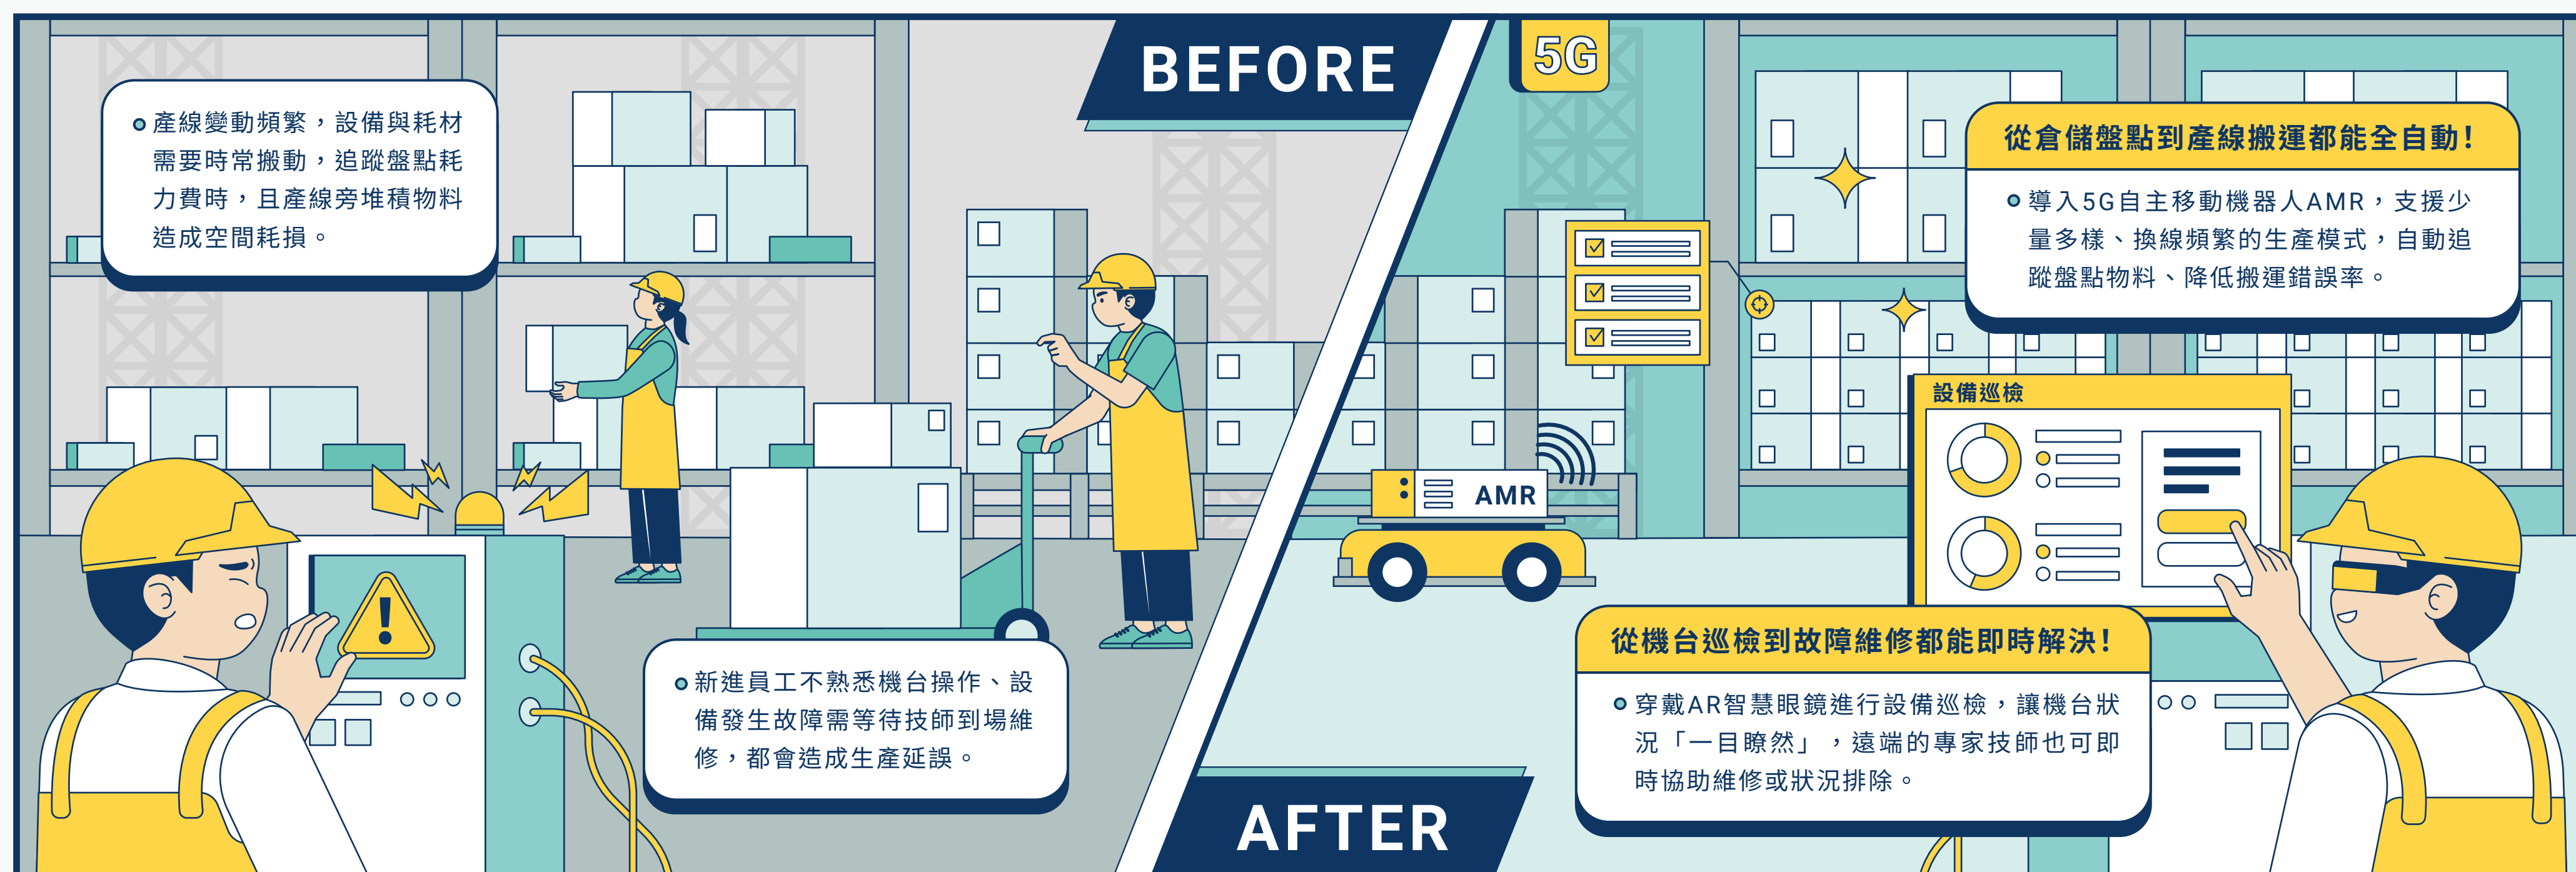 BEFORE
產線變動頻繁，設備與耗材
需要時常搬動，追蹤盤點耗
力費時，且產線旁堆積物料
造成空間耗損。
新進員工不熟悉機台操作、設
備發生故障需等待技師到場維
修，都會造成生產延誤。
5G
從倉儲盤點到產線搬運都能全自動！
導入5G自主移動機器人AMR，支援少
量多樣、換線頻繁的生產模式，自動追
蹤盤點物料、降低搬運錯誤率。
設備巡檢
AMR
從機台巡檢到故障維修都能即時解決！
穿戴AR智慧眼鏡進行設備巡檢，讓機台狀
況「一目瞭然」，遠端的專家技師也可即
時協助維修或狀況排除。
AFTER